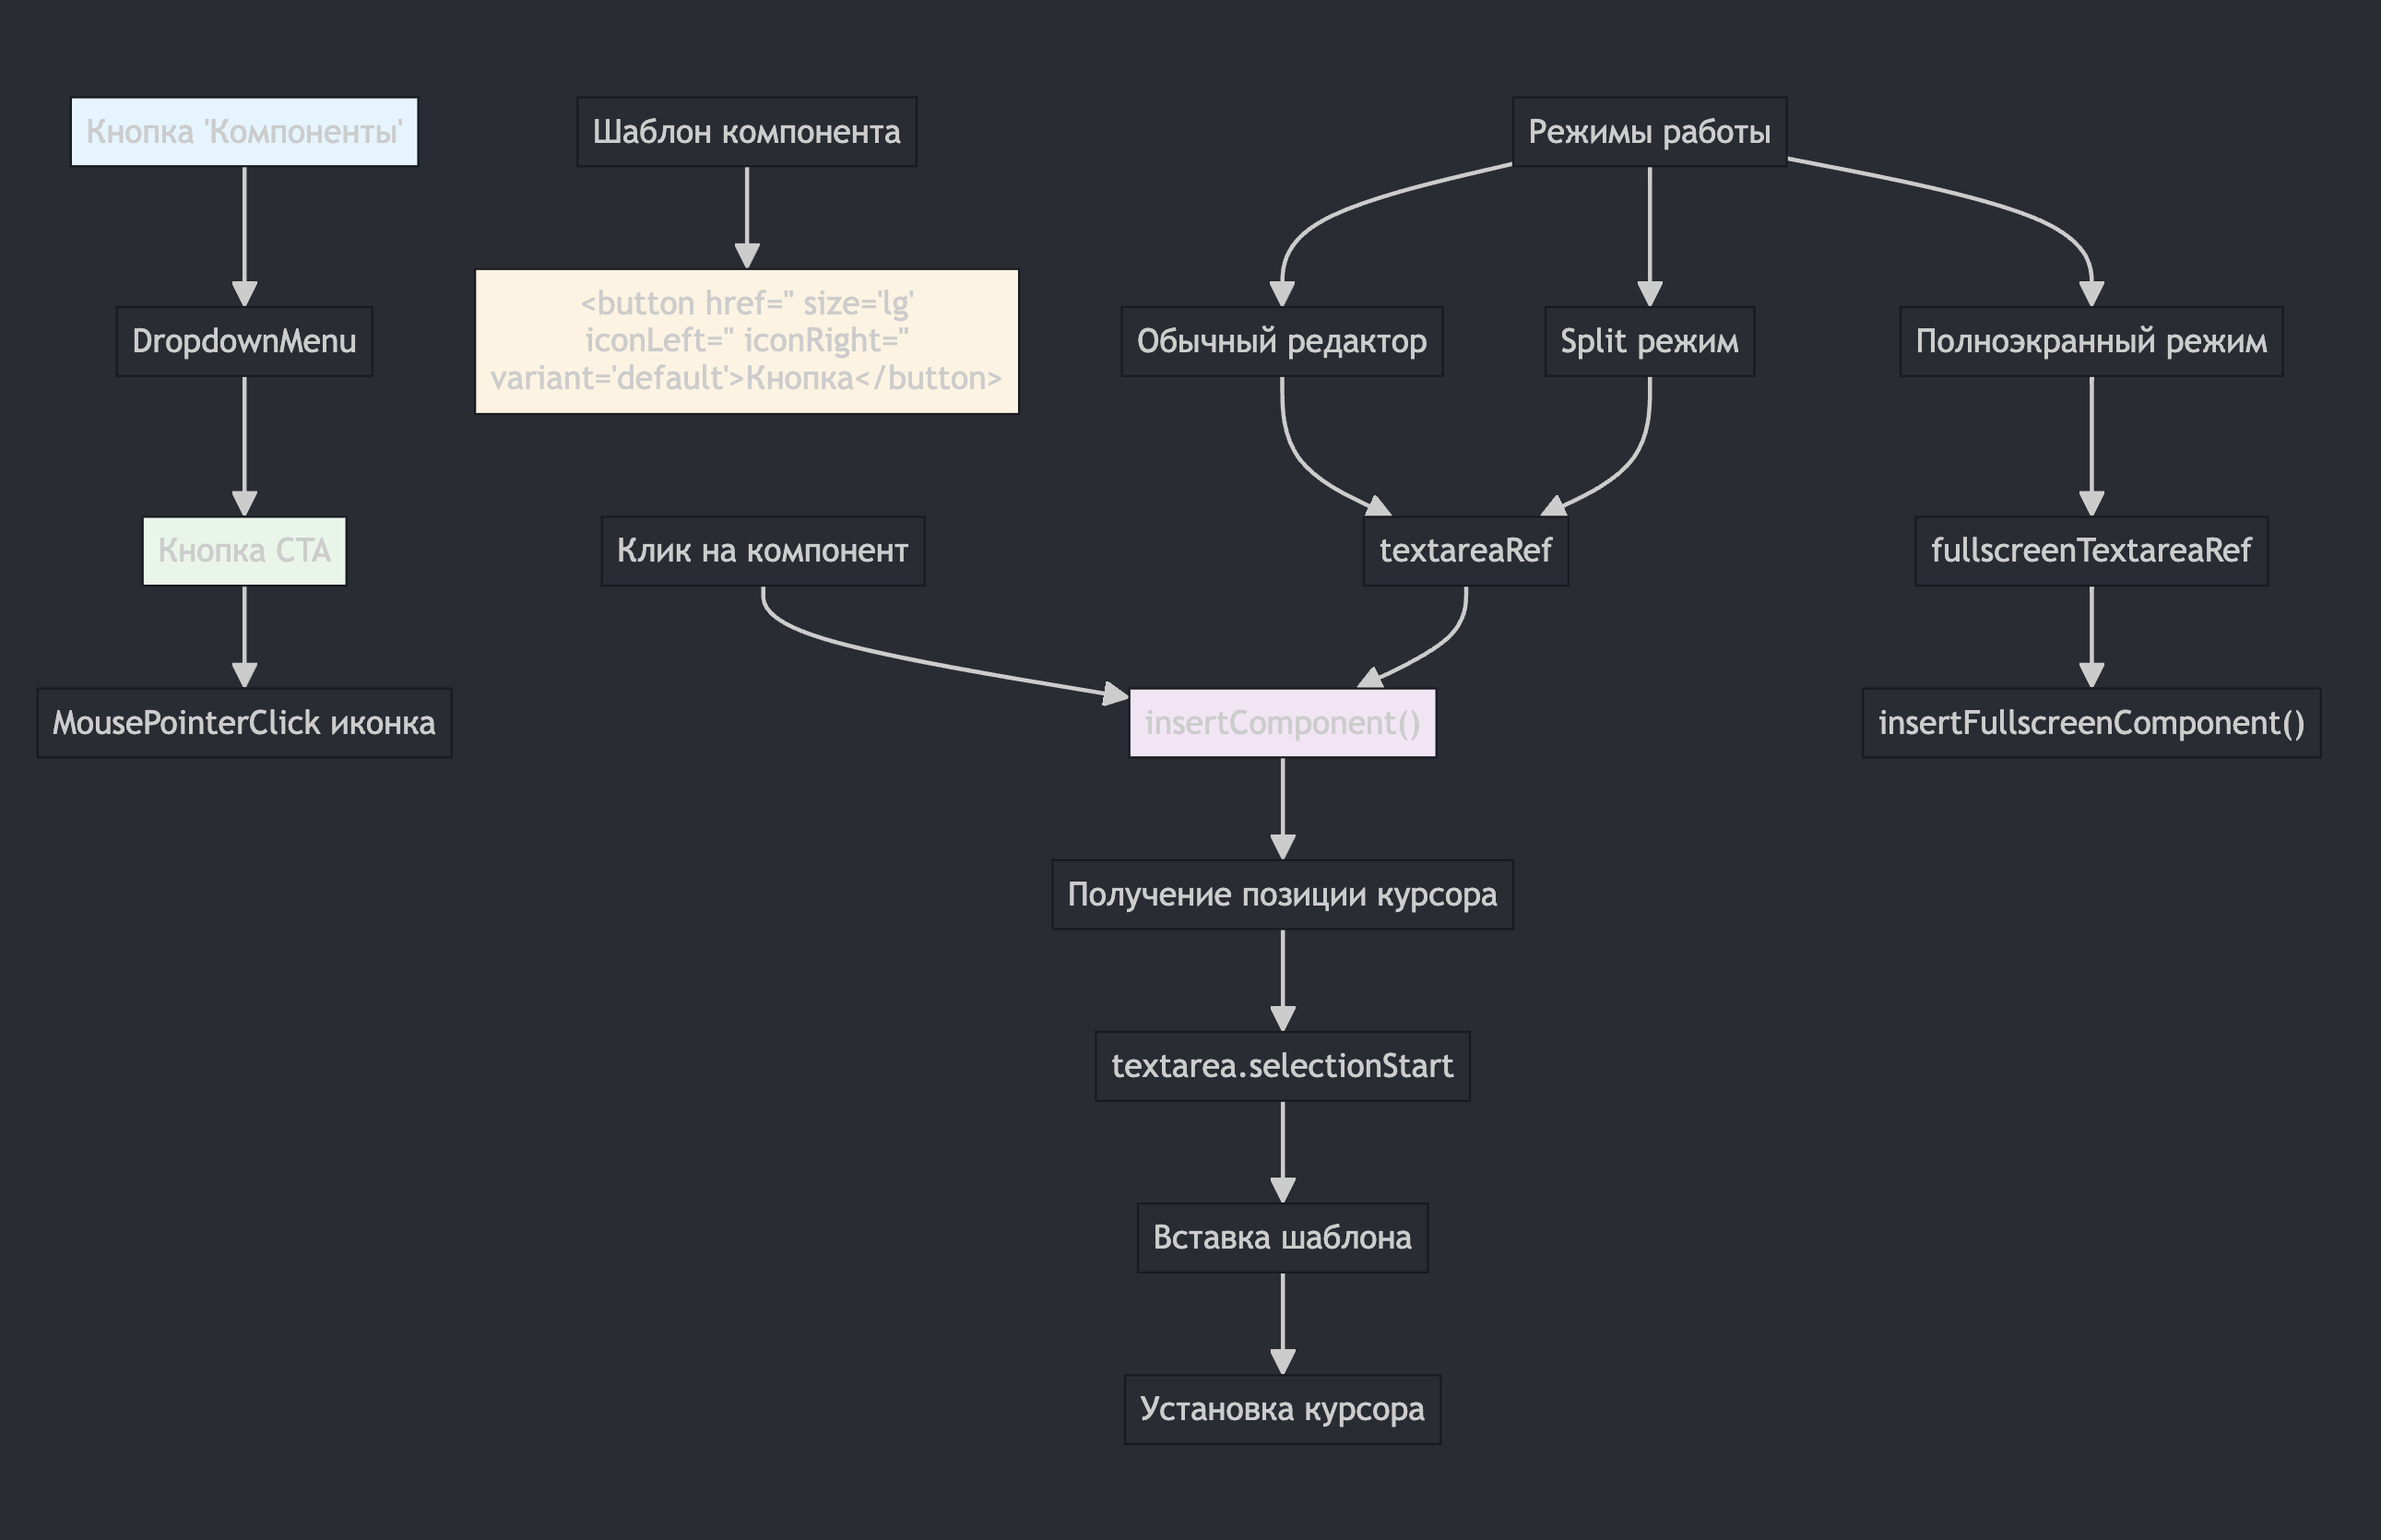 Кнопка 'Компоненты'
Шаблон компонента
Режимы работы
DropdownMenu
<button href='' size='lg'
iconLeft='' iconRight=''
variant='default'>Кнопка</button>
Обычный редактор
Split режим
Полноэкранный режим
Кнопка CTA
Клик на компонент
textareaRef
fullscreenTextareaRef
MousePointerClick иконка
insertComponent()
insertFullscreenComponent()
Получение позиции курсора
textarea.selectionStart
Вставка шаблона
Установка курсора